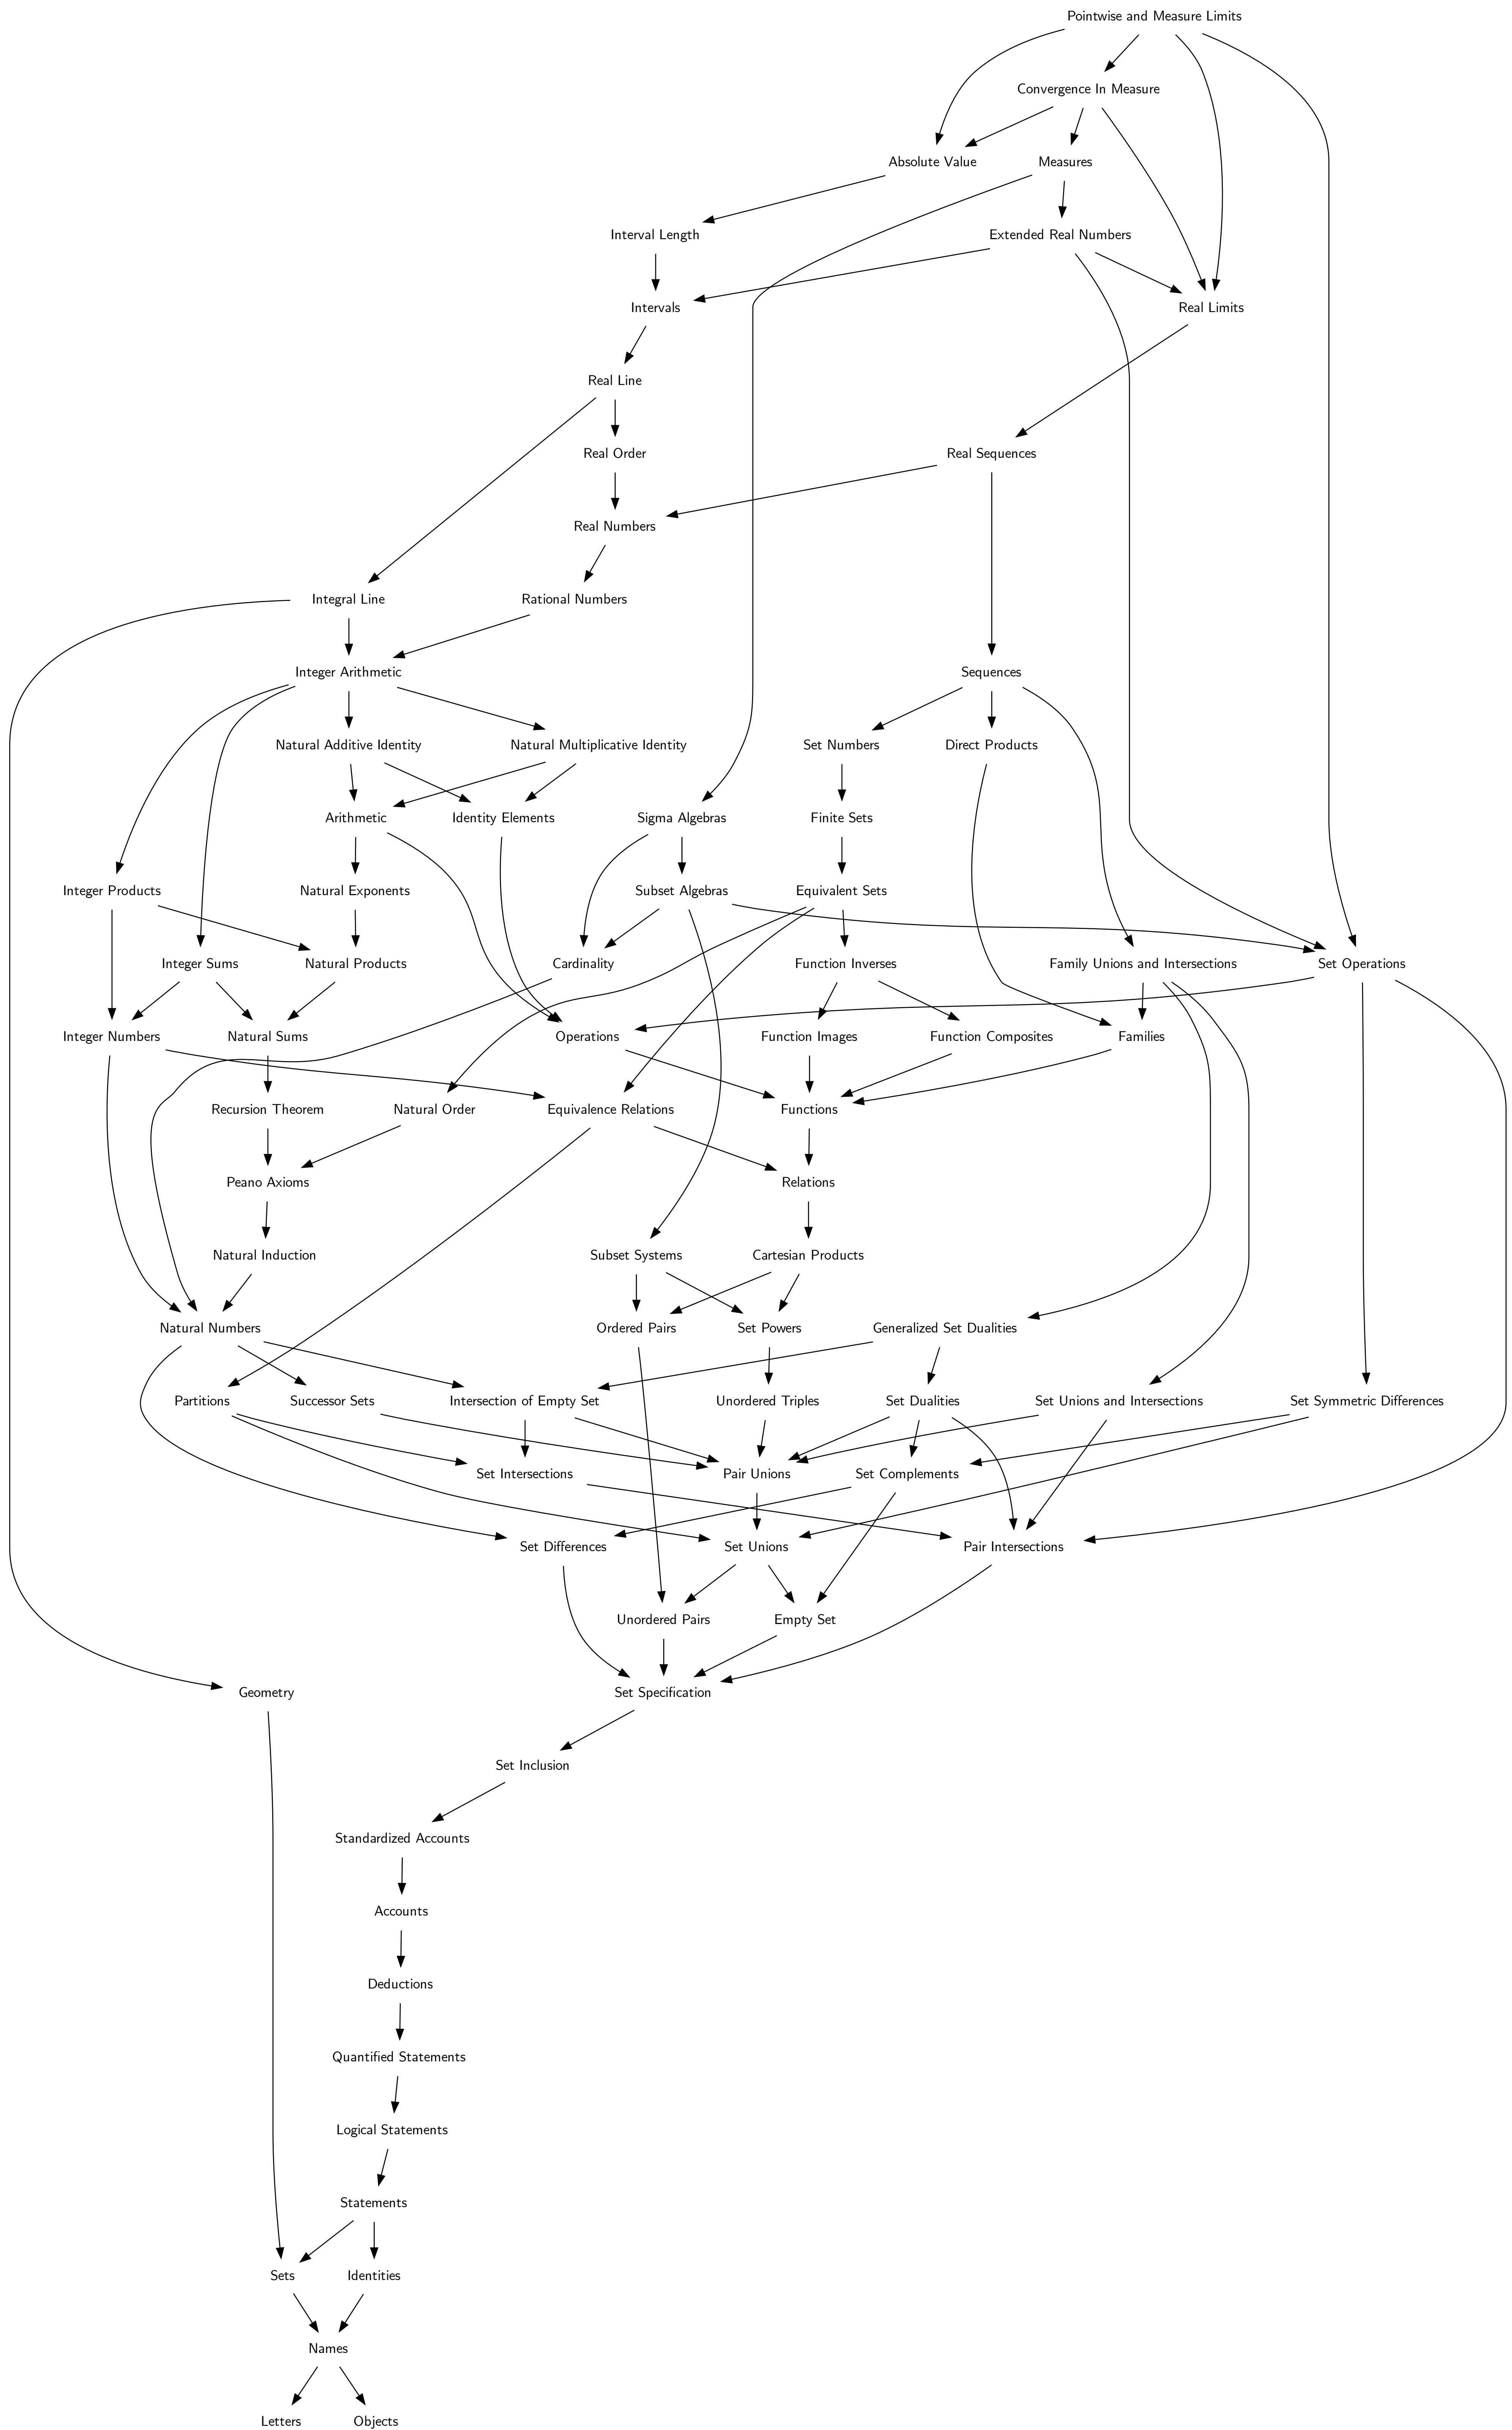 Pointwise and Measure Limits
Convergence In Measure
Absolute Value
Measures
Interval Length
Extended Real Numbers
Intervals
Real Limits
Real Line
Real Order
Real Sequences
Real Numbers
Integral Line
Rational Numbers
Integer Arithmetic
Sequences
Natural Additive Identity
Natural Multiplicative Identity
Set Numbers
Direct Products
Arithmetic
Identity Elements
Sigma Algebras
Finite Sets
Integer Products
Natural Exponents
Subset Algebras
Equivalent Sets
Integer Sums
Natural Products
Cardinality
Function Inverses
Family Unions and Intersections
Set Operations
Integer Numbers
Natural Sums
Operations
Function Images
Function Composites
Families
Recursion Theorem
Natural Order
Equivalence Relations
Functions
Peano Axioms
Relations
Natural Induction
Subset Systems
Cartesian Products
Natural Numbers
Ordered Pairs
Set Powers
Generalized Set Dualities
Partitions
Successor Sets
Intersection of Empty Set
Unordered Triples
Set Dualities
Set Unions and Intersections
Set Symmetric Differences
Set Intersections
Pair Unions
Set Complements
Set Differences
Set Unions
Pair Intersections
Unordered Pairs
Empty Set
Geometry
Set Specification
Set Inclusion
Standardized Accounts
Accounts
Deductions
Quantified Statements
Logical Statements
Statements
Sets
Identities
Names
Letters
Objects